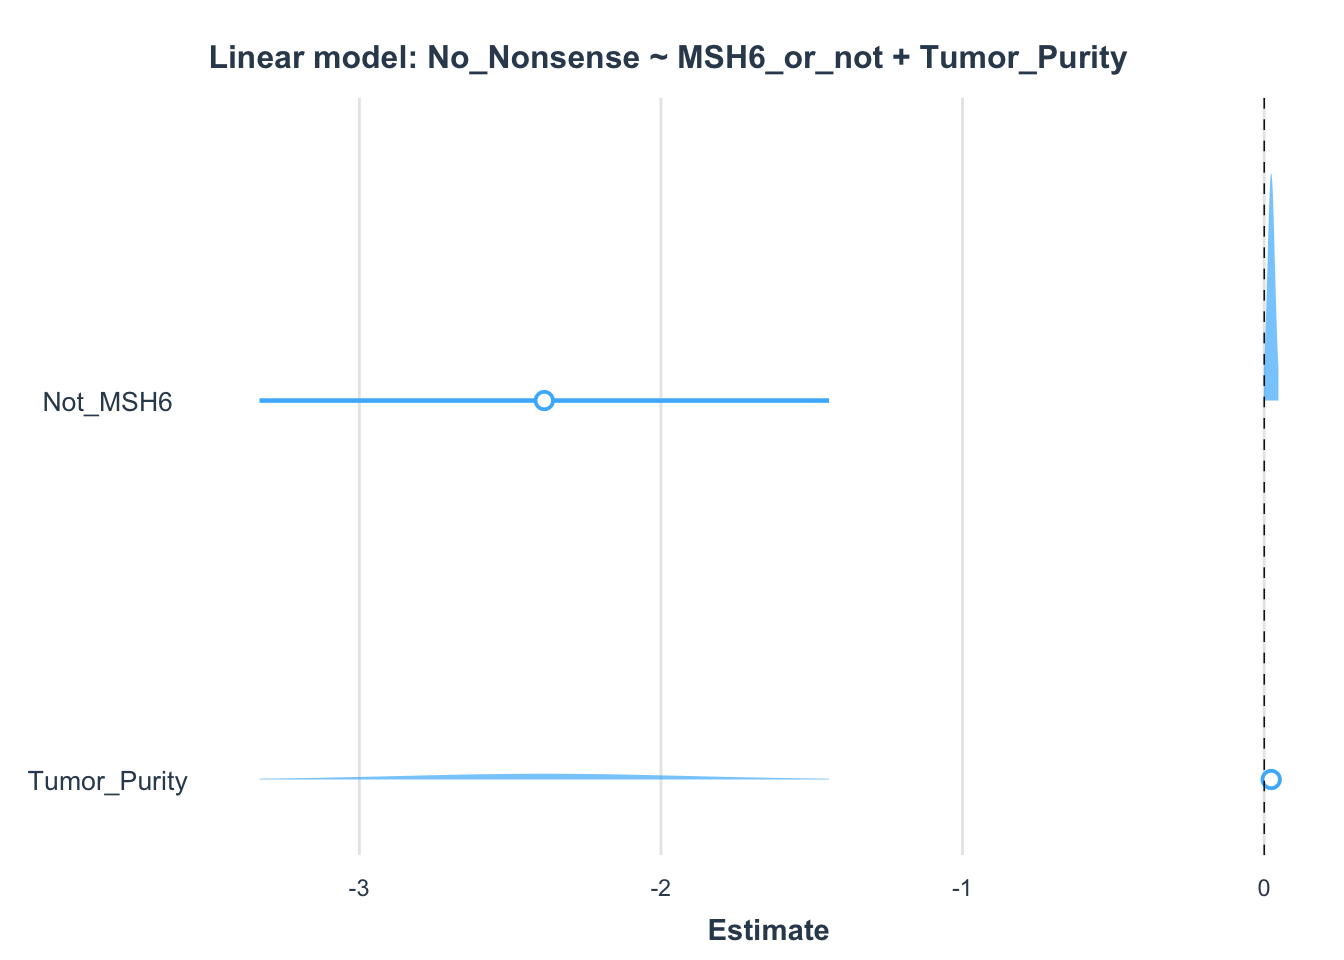 Linear model: No_Nonsense ~ MSH6_or_not + Tumor_Purity
Not_MSH6
Tumor_Purity
-3
-2
-1
0
Estimate